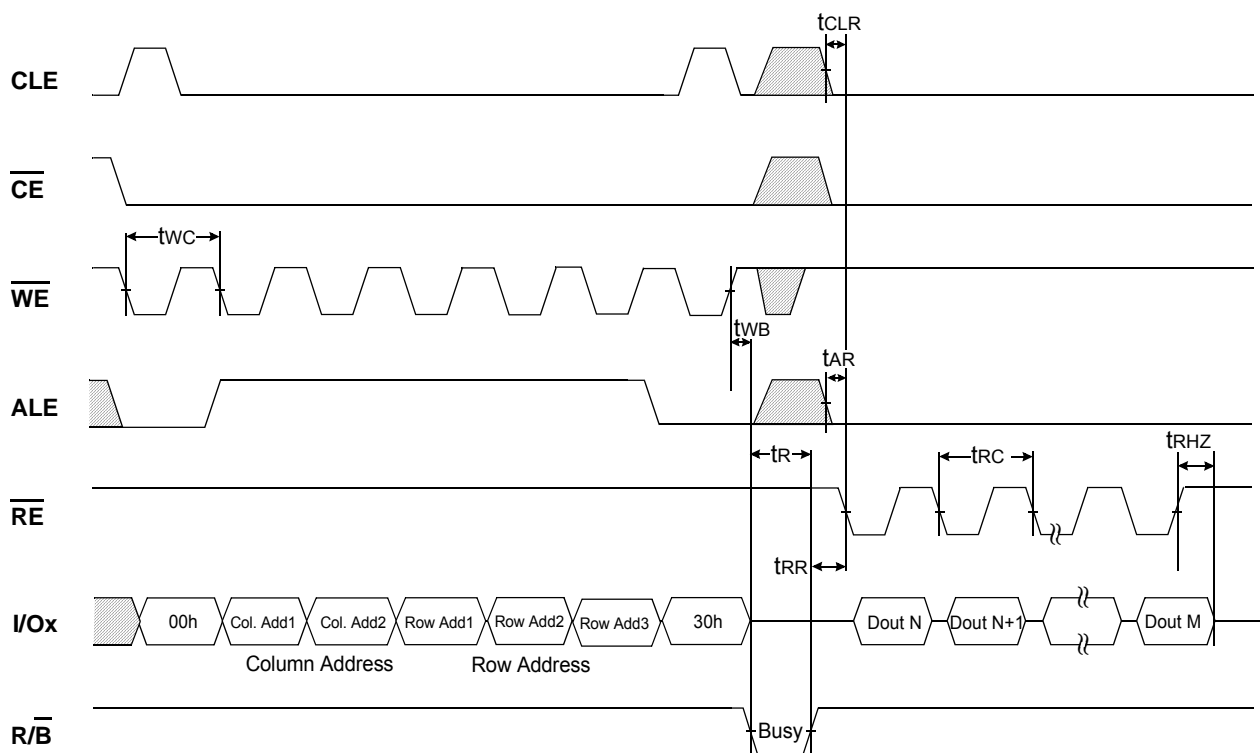 tCLR
CLE
CE
tWC
WE
tWB
tAR
ALE
tR
tRC
tRHZ
RE
tRR
I/Ox
00h
Col. Add1
Col. Add2
Row Add1
Row Add2
Row Add3
30h
Dout N
Dout N+1
Dout M
Column Address
Row Address
R/B
Busy